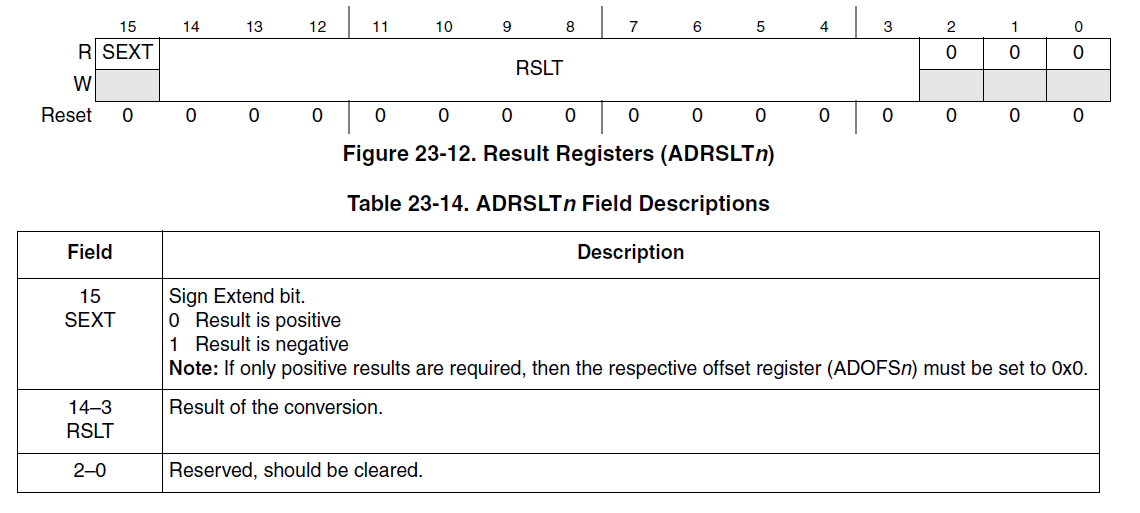 15 14 13 12 11 10 9 8 7 6 5 4 3 2 1 0
R SEXT RSLT 0 0 0
W
Reset 0 0 0 0 0 0 0 0 0 0 0 0 0 0 0 0
Figure 23-12. Result Registers (ADRSLTn)
Table 23-14. ADRSLTn Field Descriptions
Field Description
15
SEXT
Sign Extend bit.
0 Result is positive
1 Result is negative
Note: If only positive results are required, then the respective offset register (ADOFSn) must be set to 0x0.
14–3
RSLT
Result of the conversion.
2–0 Reserved, should be cleared.